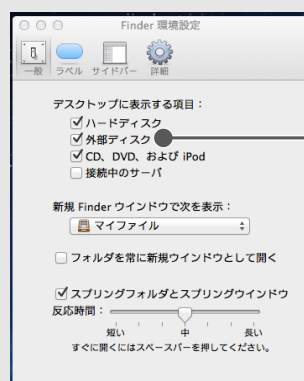 Finder 環境設定
一般 ラベル サイドバー 詳細
デスクトップに表示する項目：
ハードディスク
外部ディスク
CD、DVD、および iPod
接続中のサーバ
新規 Finder ウインドウで次を表示：
マイファイル
フォルダを常に新規ウインドウとして開く
スプリングフォルダとスプリングウインドウ
反応時間：
短い 中 長い
すぐに開くにはスペースバーを押してください。